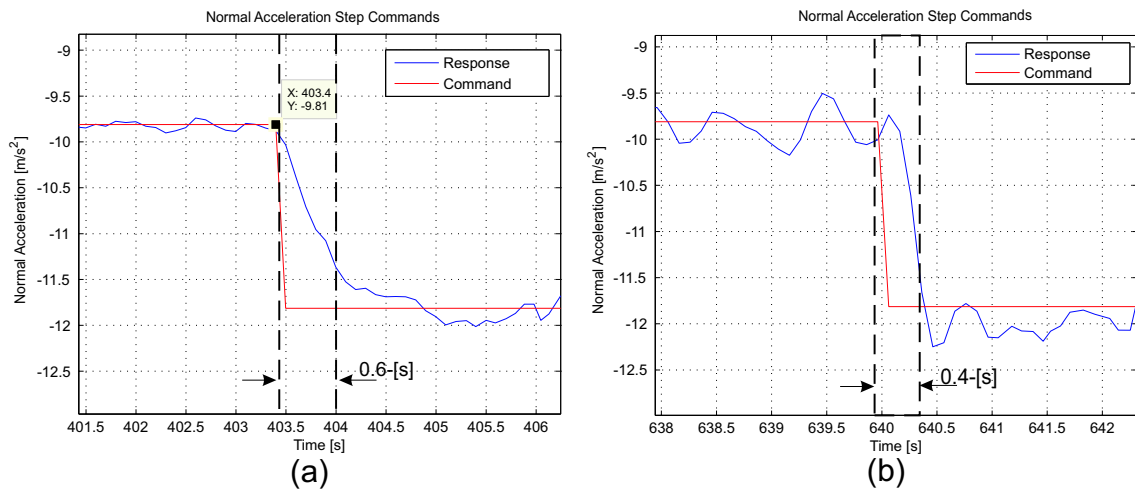 Normal Acceleration Step Commands
-9
-9.5
-10
-10.5
-11
-11.5
-12
-12.5
Normal Acceleration [m/s²]
Response
Command
X: 403.4
Y: -9.81
0.6-[s]
401.5 402 402.5 403 403.5 404 404.5 405 405.5 406
Time [s]
(a)
Normal Acceleration Step Commands
-9
-9.5
-10
-10.5
-11
-11.5
-12
-12.5
Normal Acceleration [m/s²]
Response
Command
0.4-[s]
638 638.5 639 639.5 640 640.5 641 641.5 642
Time [s]
(b)